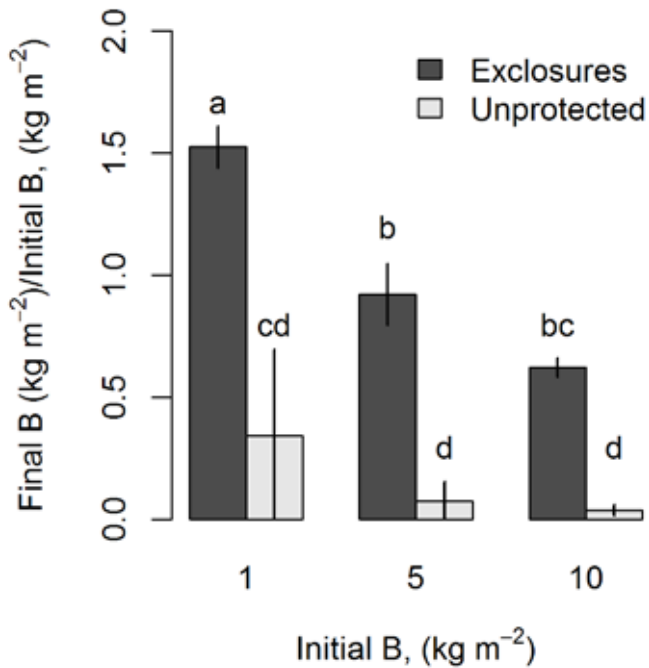 Final B (kg m⁻²)/Initial B, (kg m⁻²)
2.0
1.5
1.0
0.5
0.0
Exclosures
Unprotected
a
cd
b
d
bc
d
1 5 10
Initial B, (kg m⁻²)